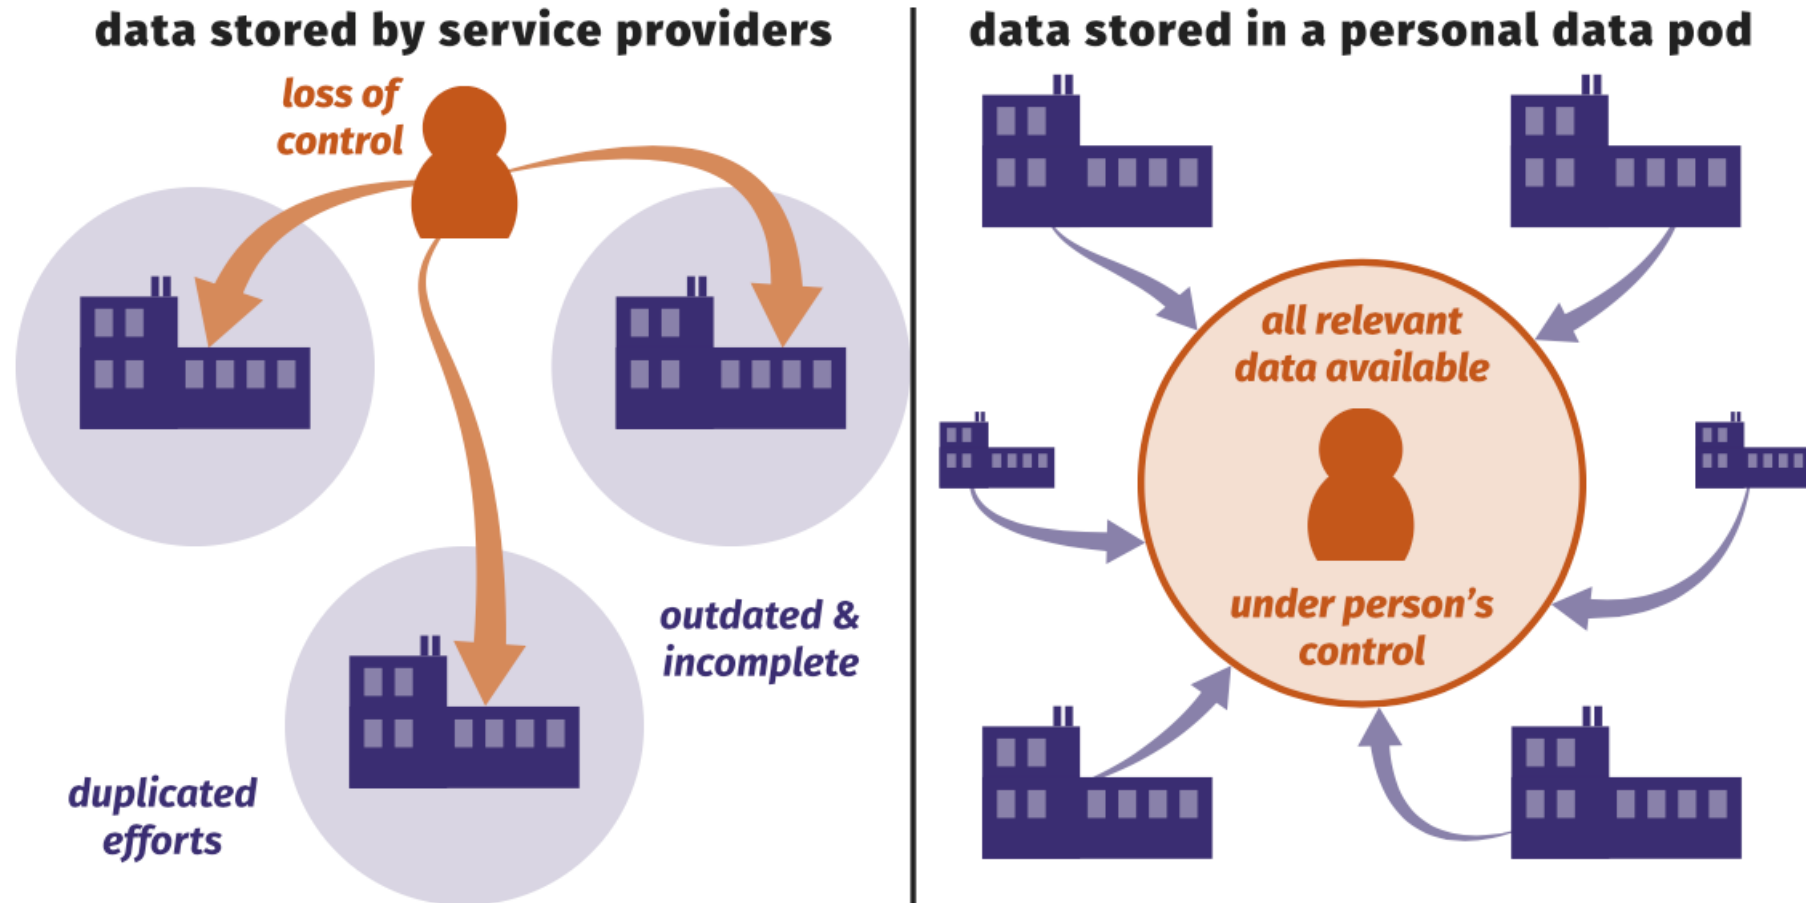 data stored by service providers
loss of
control
outdated &
incomplete
duplicated
efforts
data stored in a personal data pod
all relevant
data available
under person's
control